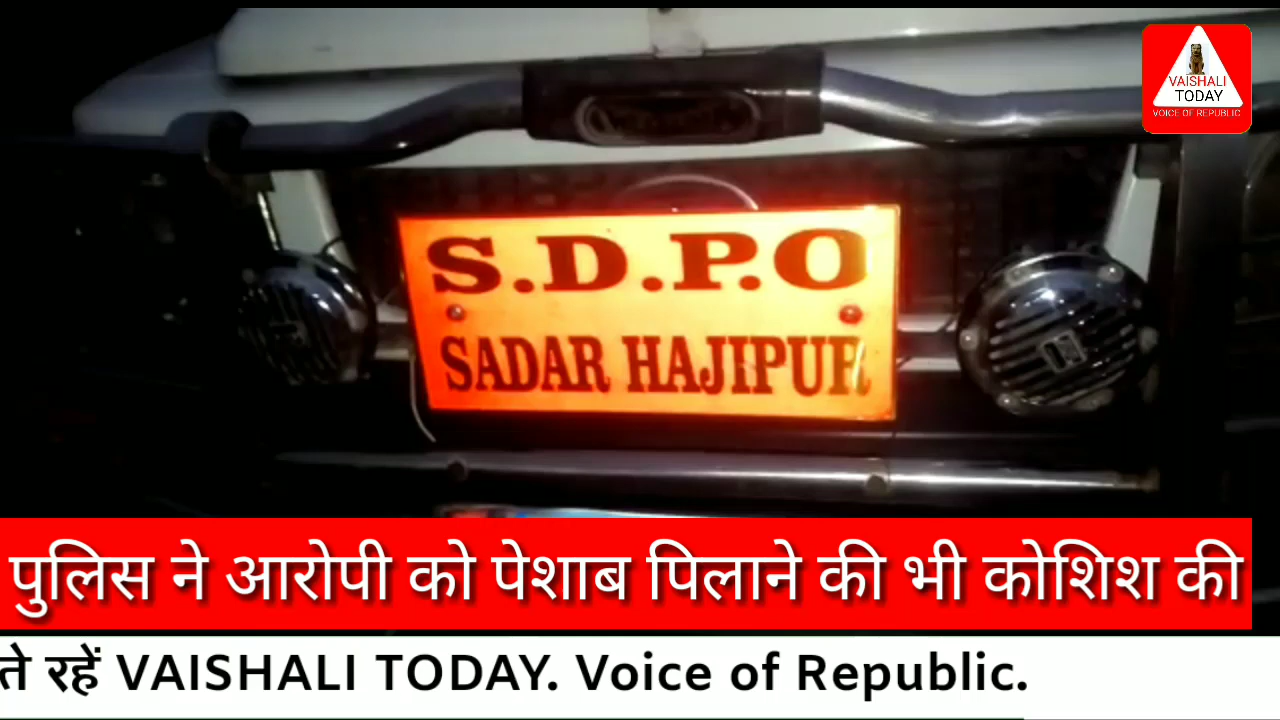 VAISHALI
TODAY
VOICE OF REPUBLIC
S.D.P.O
SADAR HAJIPUR
पुलिस ने आरोपी को पेशाब पिलाने की भी कोशिश की
ते रहें VAISHALI TODAY. Voice of Republic.